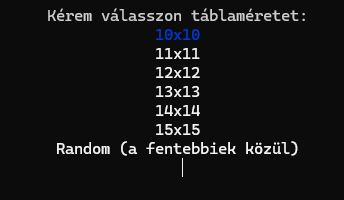 Kérem válasszon táblaméretet:
10x10
11x11
12x12
13x13
14x14
15x15
Random (a fentebbiek közül)